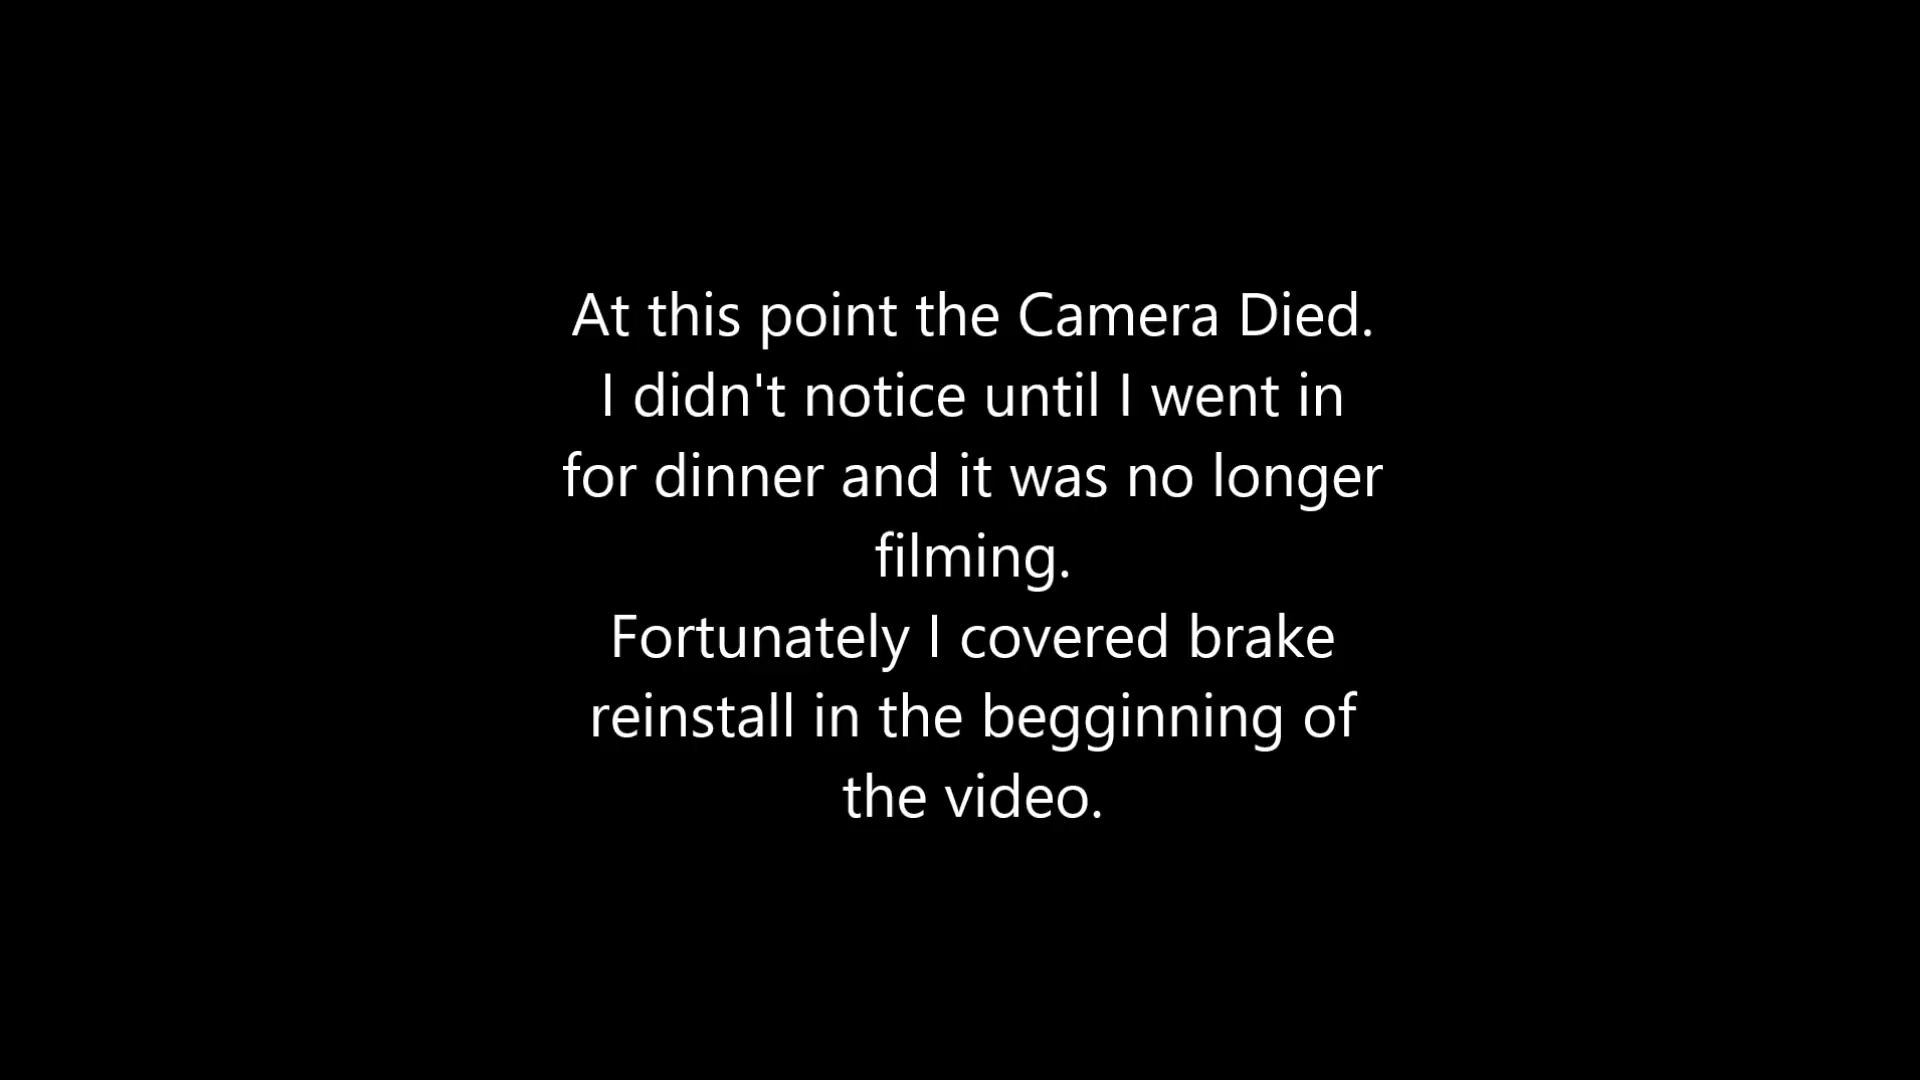 At this point the Camera Died.
I didn't notice until I went in
for dinner and it was no longer
filming.
Fortunately I covered brake
reinstall in the begginning of
the video.